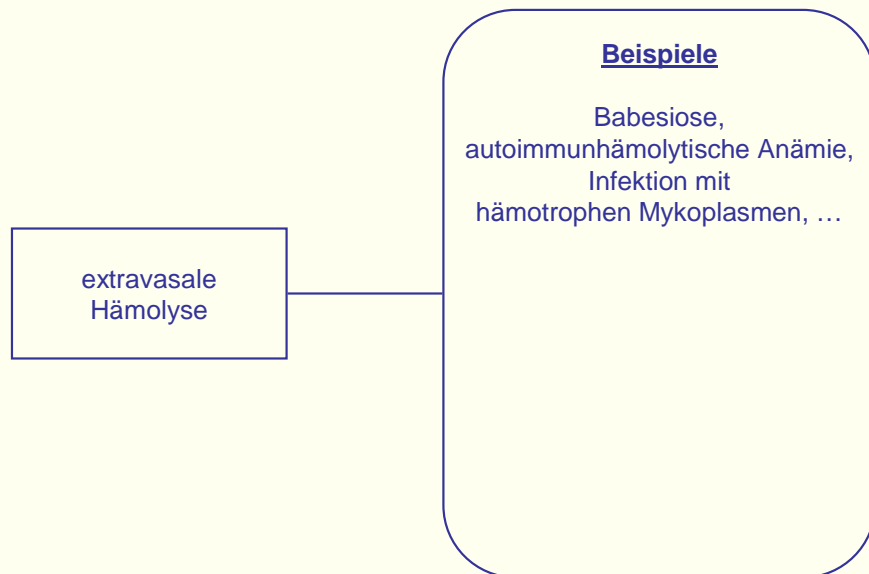 Beispiele
Babesiose,
autoimmunhämolytische Anämie,
Infektion mit
hämotrophen Mykoplasmen, …
extravasale
Hämolyse